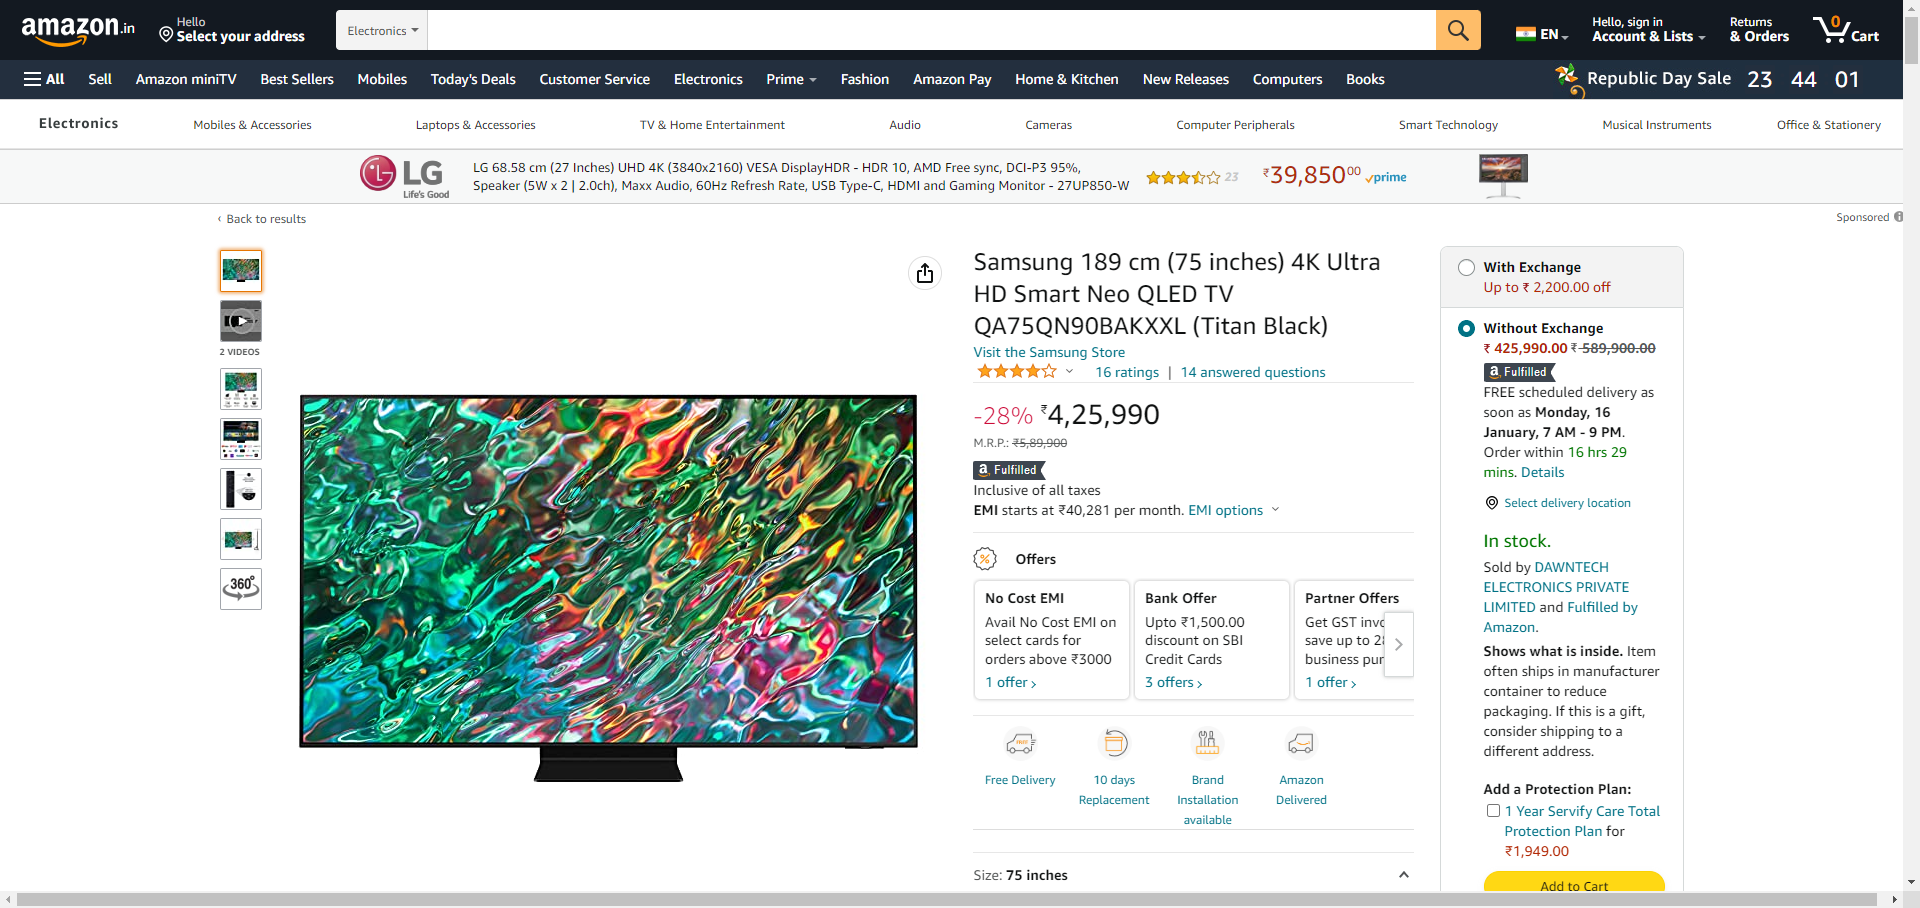 amazon.in
Hello
Select your address
Electronics
EN
Hello, sign in
Account & Lists
Returns
& Orders
0
Cart
All
Sell
Amazon miniTV
Best Sellers
Mobiles
Today's Deals
Customer Service
Electronics
Prime
Fashion
Amazon Pay
Home & Kitchen
New Releases
Computers
Books
Republic Day Sale 23 44 01
Electronics
Mobiles & Accessories
Laptops & Accessories
TV & Home Entertainment
Audio
Cameras
Computer Peripherals
Smart Technology
Musical Instruments
Office & Stationery
LG
Life's Good
LG 68.58 cm (27 Inches) UHD 4K (3840x2160) VESA DisplayHDR - HDR 10, AMD Free sync, DCI-P3 95%,
Speaker (5W x 2 | 2.0ch), Maxx Audio, 60Hz Refresh Rate, USB Type-C, HDMI and Gaming Monitor - 27UP850-W
23
₹39,85000
prime
‹ Back to results
Sponsored
2 VIDEOS
360°
Samsung 189 cm (75 inches) 4K Ultra
HD Smart Neo QLED TV
QA75QN90BAKXXL (Titan Black)
Visit the Samsung Store
16 ratings | 14 answered questions
-28% ₹4,25,990
M.R.P.: ₹5,89,900
a Fulfilled
Inclusive of all taxes
EMI starts at ₹40,281 per month. EMI options
% Offers
No Cost EMI
Avail No Cost EMI on
select cards for
orders above ₹3000
1 offer ›
Bank Offer
Upto ₹1,500.00
discount on SBI
Credit Cards
3 offers ›
Partner Offers
Get GST invo
save up to 28
business pur
1 offer ›
Free Delivery
10 days
Replacement
Brand
Installation
available
Amazon
Delivered
Size: 75 inches
With Exchange
Up to ₹ 2,200.00 off
Without Exchange
₹ 425,990.00 ₹ 589,900.00
a Fulfilled
FREE scheduled delivery as
soon as Monday, 16
January, 7 AM - 9 PM.
Order within 16 hrs 29
mins. Details
Select delivery location
In stock.
Sold by DAWNTECH
ELECTRONICS PRIVATE
LIMITED and Fulfilled by
Amazon.
Shows what is inside. Item
often ships in manufacturer
container to reduce
packaging. If this is a gift,
consider shipping to a
different address.
Add a Protection Plan:
1 Year Servify Care Total
Protection Plan for
₹1,949.00
Add to Cart